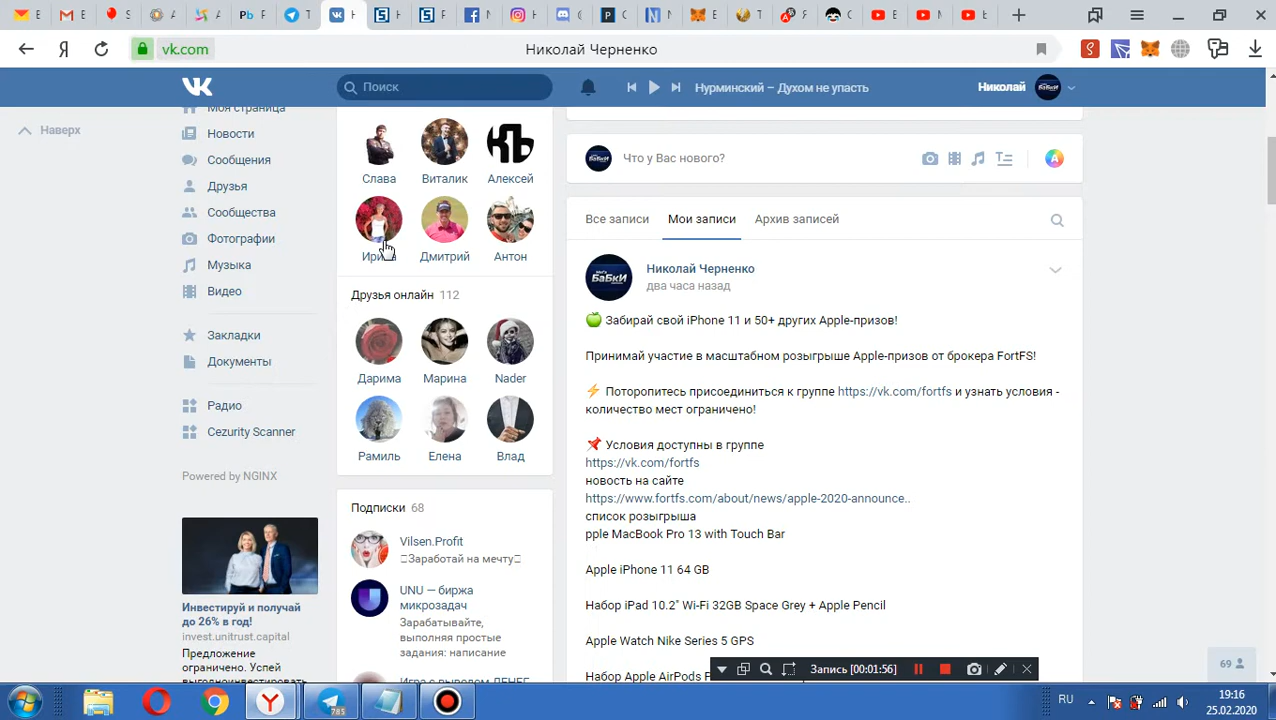 E
E
А
Pb F
T
Н
Н
F
N
D
C
N
E
T
T
C
E
M
E
vk.com
Николай Черненко
Поиск
Нурминский – Духом не упасть
Николай
Наверх
Моя страница
Новости
Сообщения
Друзья
Сообщества
Фотографии
Музыка
Видео
Закладки
Документы
Радио
Cezurity Scanner
Powered by NGINX
Инвестируй и получай
до 26% в год!
invest.unitrust.capital
Предложение
ограничено. Успей
выгодноинвестировать
Слава
Виталик
Алексей
Дмитрий
Антон
Друзья онлайн 112
Дарима
Марина
Nader
Рамиль
Елена
Влад
Подписки 68
Vilsen.Profit
Заработай на мечту
UNU — биржа
микрозадач
Зарабатывайте,
выполняя простые
задания: написание
Игра с выводом ДЕНЕГ
Что у Вас нового?
Все записи
Мои записи
Архив записей
БаБкИ
Николай Черненко
два часа назад
Забирай свой iPhone 11 и 50+ других Apple-призов!
Принимай участие в масштабном розыгрыше Apple-призов от брокера FortFS!
Поторопитесь присоединиться к группе https://vk.com/fortfs и узнать условия -
количество мест ограничено!
Условия доступны в группе
https://vk.com/fortfs
новость на сайте
https://www.fortfs.com/about/news/apple-2020-announce..
список розыгрыша
pple MacBook Pro 13 with Touch Bar
Apple iPhone 11 64 GB
Набор iPad 10.2" Wi-Fi 32GB Space Grey + Apple Pencil
Apple Watch Nike Series 5 GPS
Набор Apple AirPods
69
Запись [00:01:56]
785
RU
19:16
25.02.2020